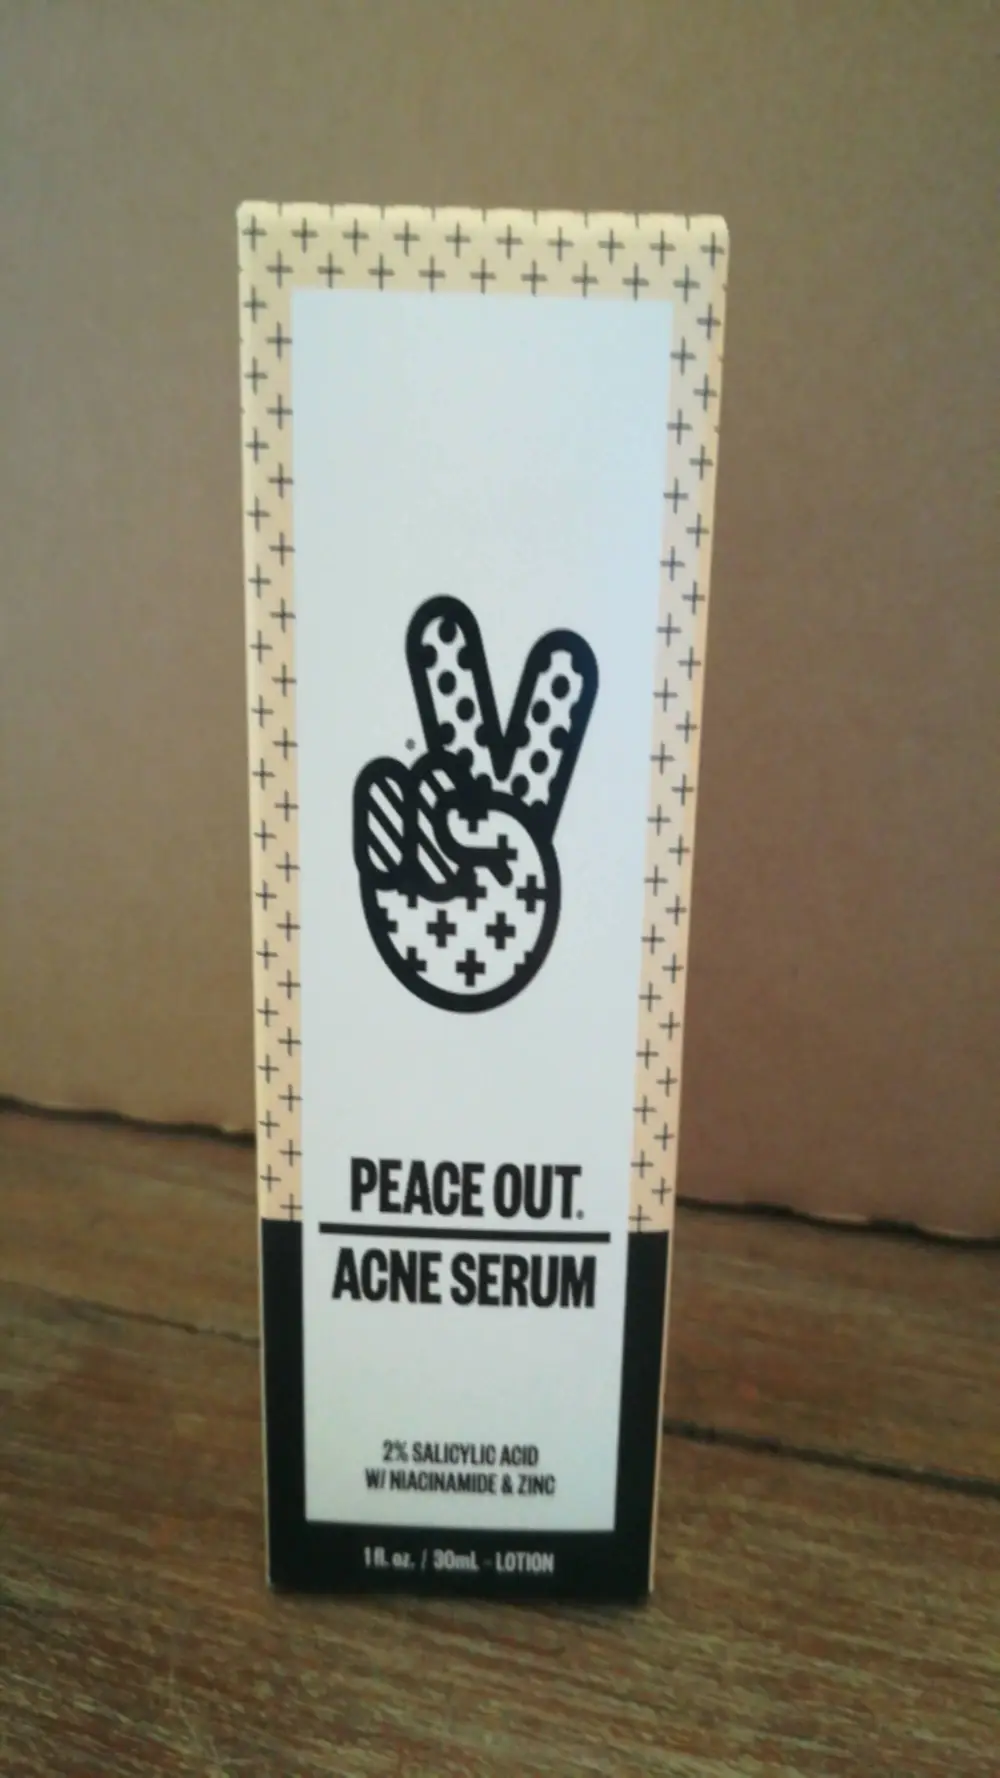 PEACE OUT.
ACNE SERUM
2% SALICYLIC ACID
W/ NIACINAMIDE & ZINC
1 fl. oz. / 30mL - LOTION